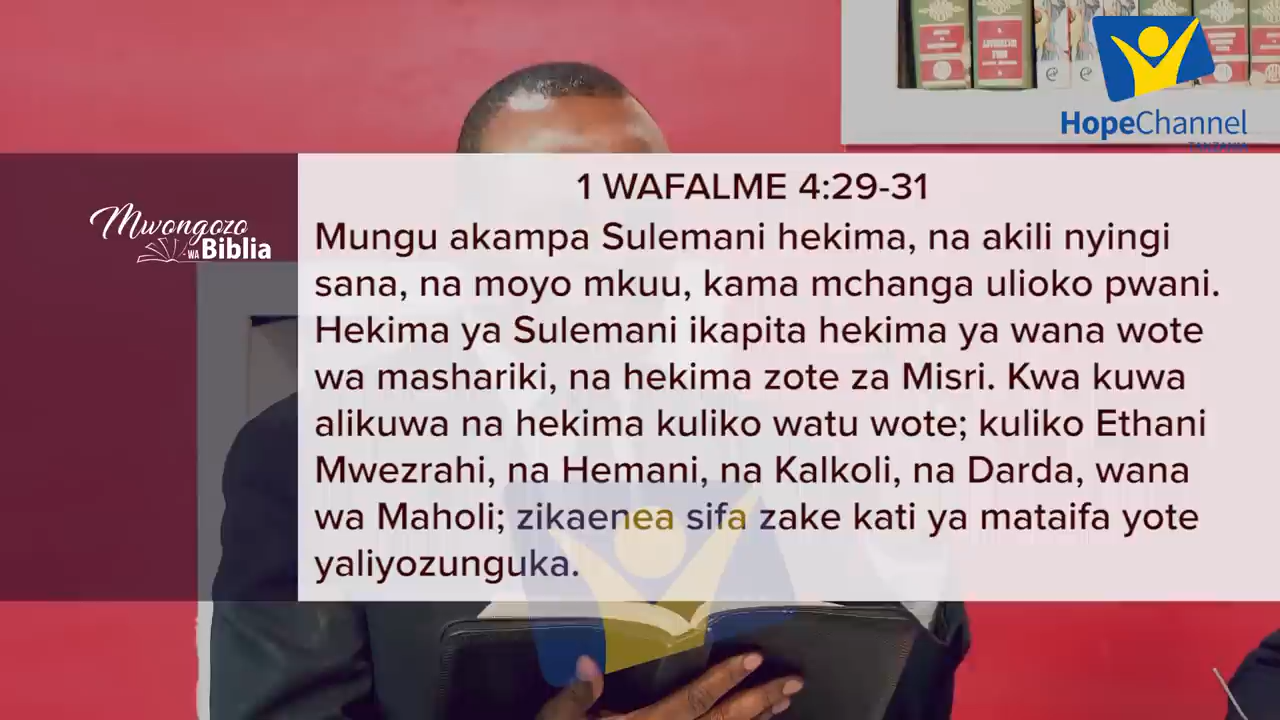 HopeChannel
TANZANIA
Mwongozo
WA Biblia
1 WAFALME 4:29-31
Mungu akampa Sulemani hekima, na akili nyingi
sana, na moyo mkuu, kama mchanga ulioko pwani.
Hekima ya Sulemani ikapita hekima ya wana wote
wa mashariki, na hekima zote za Misri. Kwa kuwa
alikuwa na hekima kuliko watu wote; kuliko Ethani
Mwezrahi, na Hemani, na Kalkoli, na Darda, wana
wa Maholi; zikaenea sifa zake kati ya mataifa yote
yaliyozunguka.